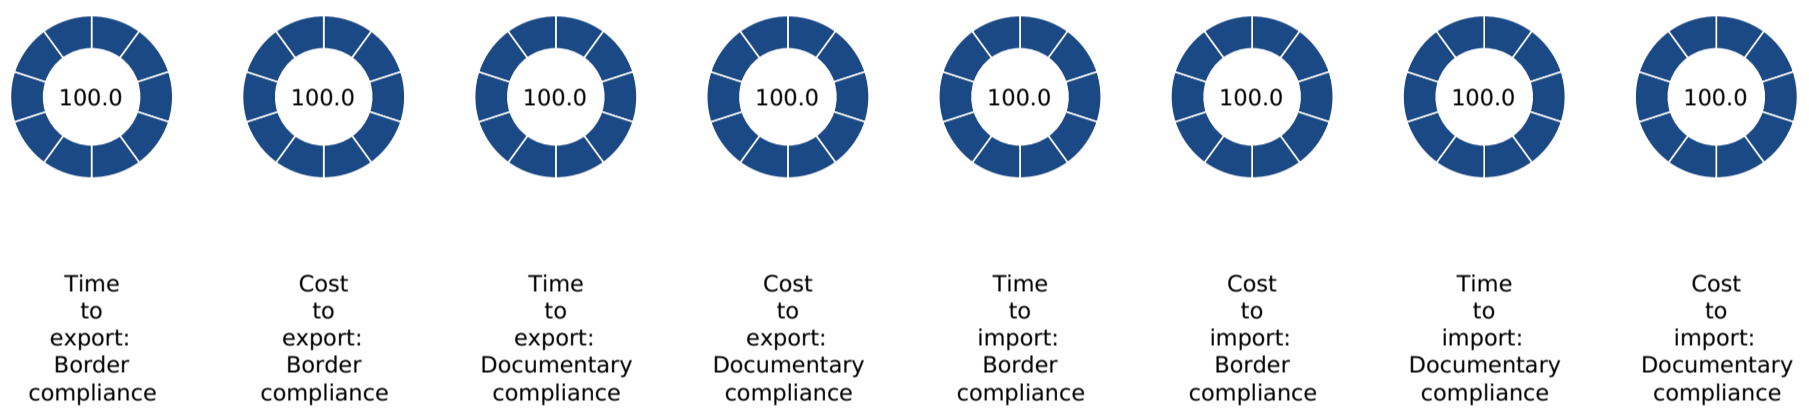 100.0 100.0 100.0 100.0 100.0 100.0 100.0 100.0
Time Cost Time Cost Time Cost Time Cost
to to to to to to to to
export: export: export: export: import: import: import: import:
Border Border Documentary Documentary Border Border Documentary Documentary
compliance compliance compliance compliance compliance compliance compliance compliance